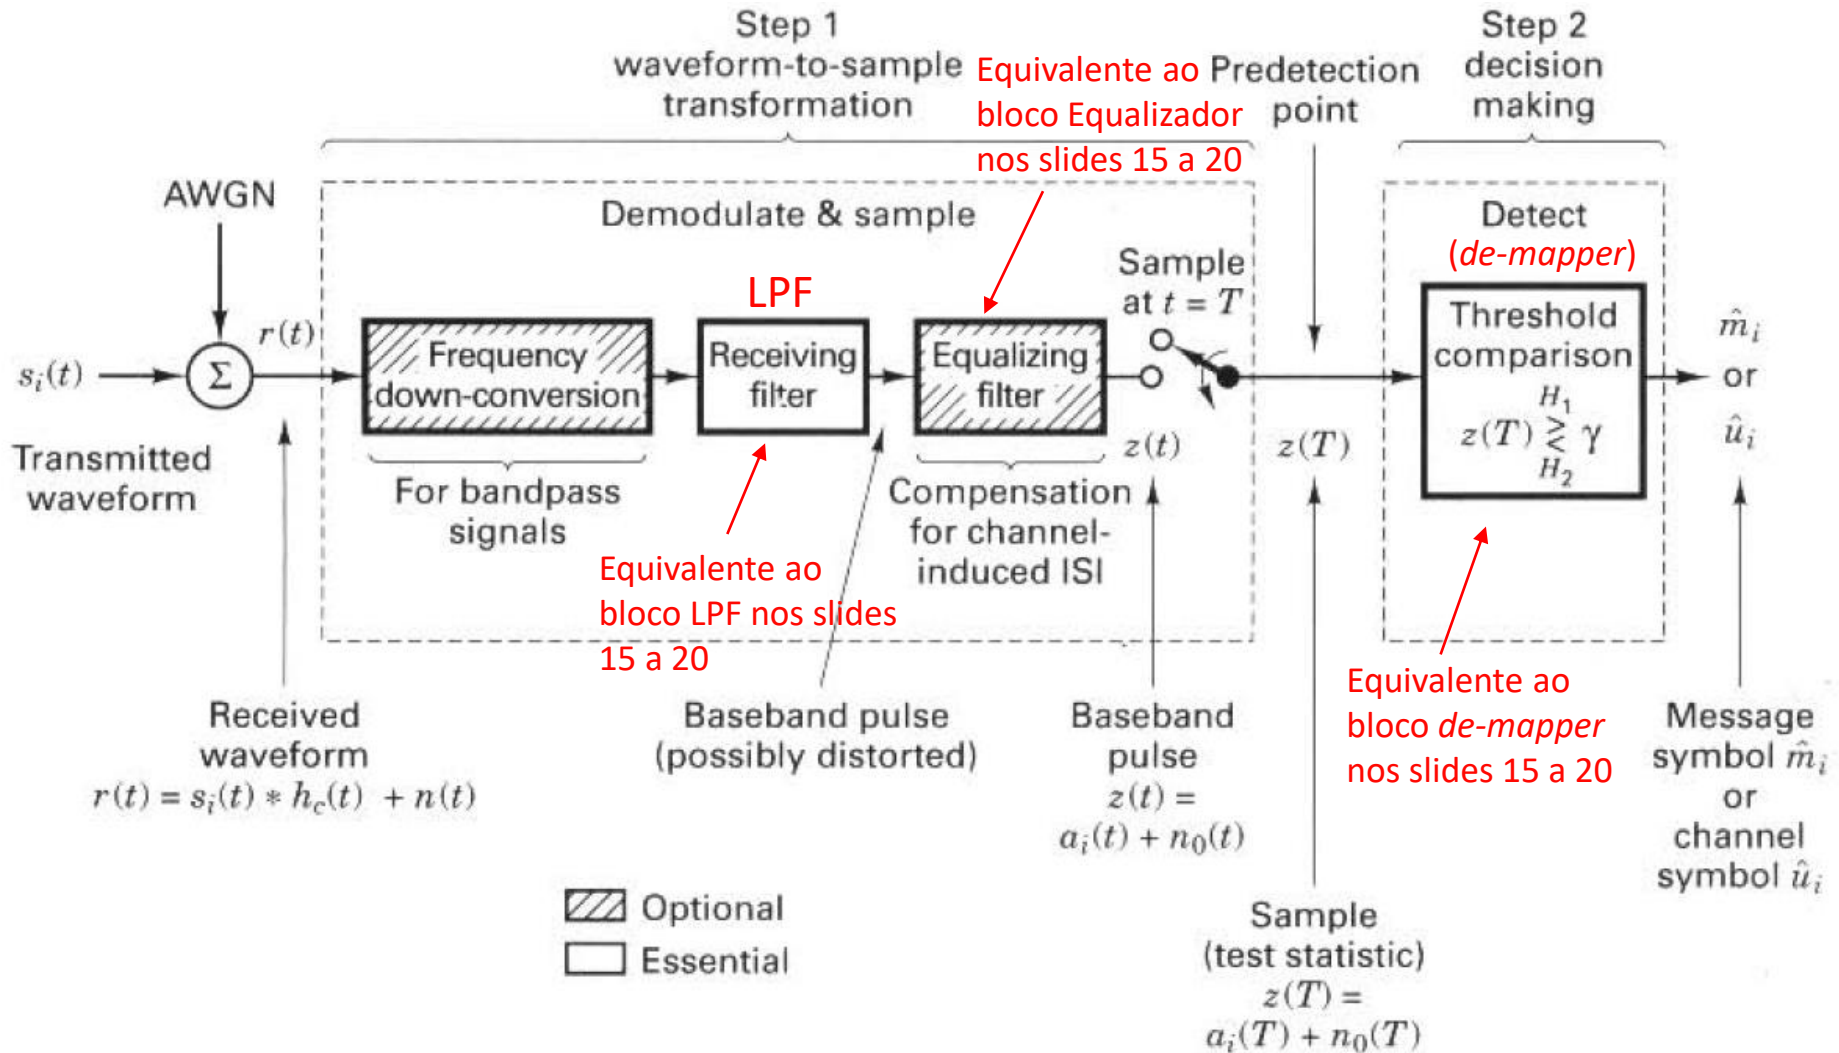 Step 1
waveform-to-sample
transformation
Equivalente ao
bloco Equalizador
nos slides 15 a 20
Predetection
point
Step 2
decision
making
AWGN
Demodulate & sample
Detect
(de-mapper)
LPF
Sample
at t = T
s_i(t)
Σ
r(t)
Frequency
down-conversion
Receiving
filter
Equalizing
filter
z(t)
z(T)
Threshold
comparison
H_1
z(T) ≷ γ
H_2
m̂_i
or
û_i
Transmitted
waveform
For bandpass
signals
Compensation
for channel-
induced ISI
Equivalente ao
bloco LPF nos slides
15 a 20
Equivalente ao
bloco de-mapper
nos slides 15 a 20
Received
waveform
r(t) = s_i(t) * h_c(t) + n(t)
Baseband pulse
(possibly distorted)
Baseband
pulse
z(t) =
a_i(t) + n_0(t)
Message
symbol m̂_i
or
channel
symbol û_i
Optional
Essential
Sample
(test statistic)
z(T) =
a_i(T) + n_0(T)